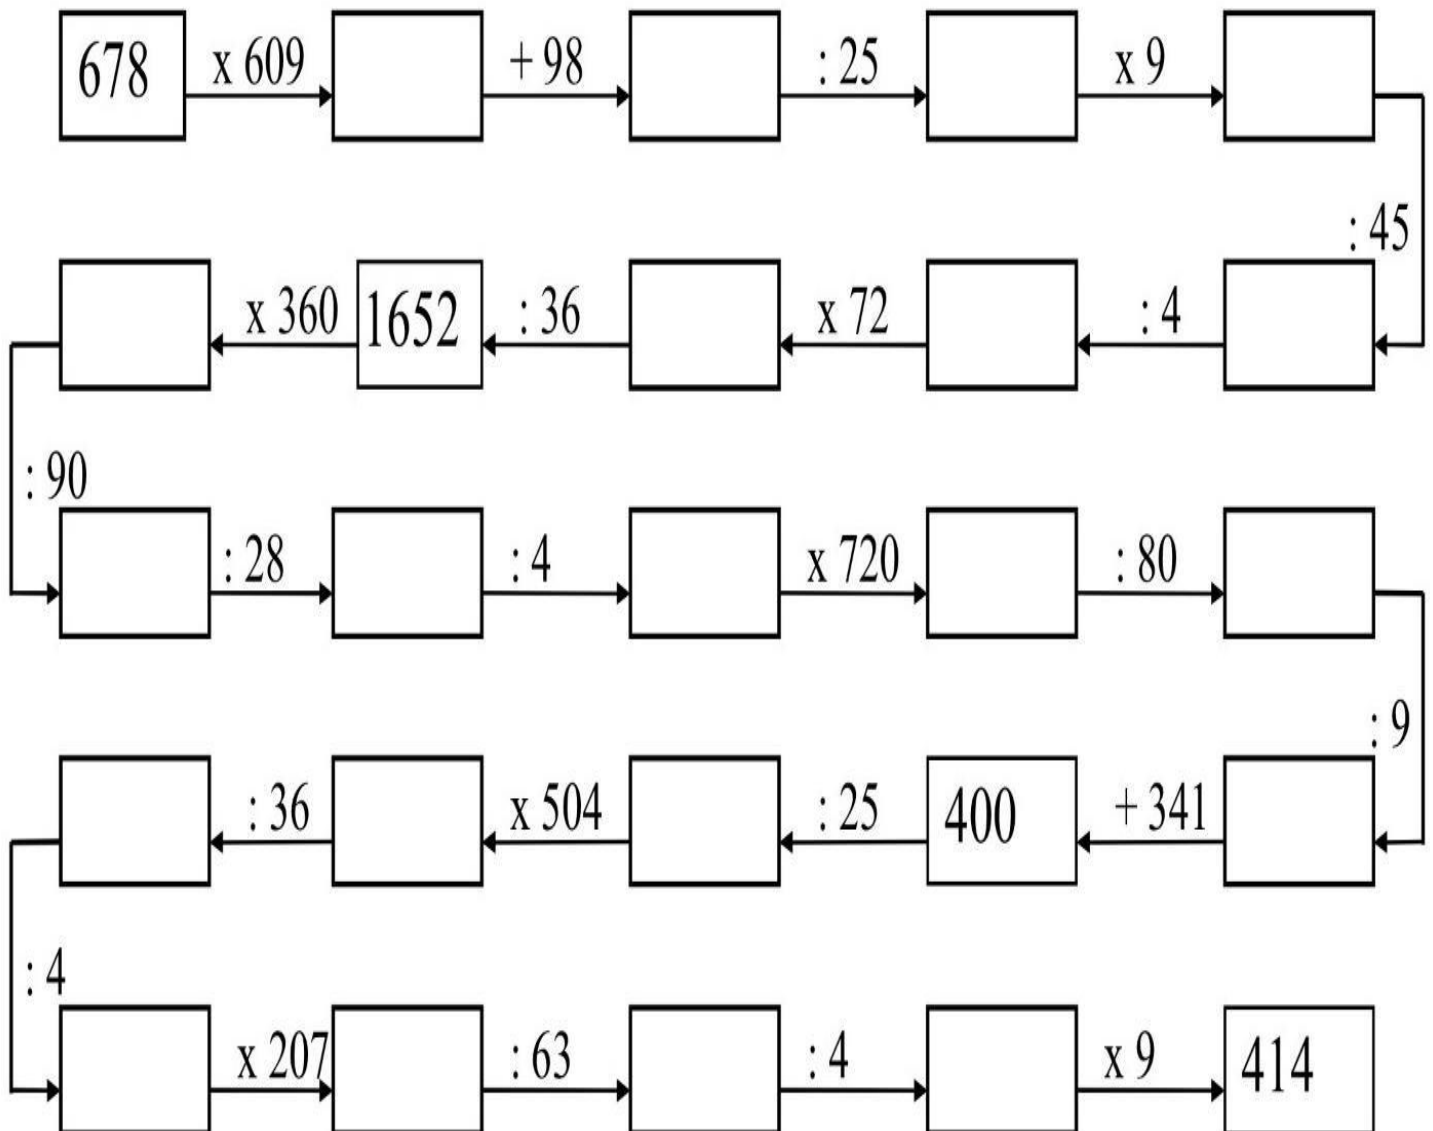 678 x 609 + 98 : 25 x 9
: 45
x 360 1652 : 36 x 72 : 4
: 90
: 28 : 4 x 720 : 80
: 9
: 36 x 504 : 25 400 + 341
: 4
x 207 : 63 : 4 x 9 414